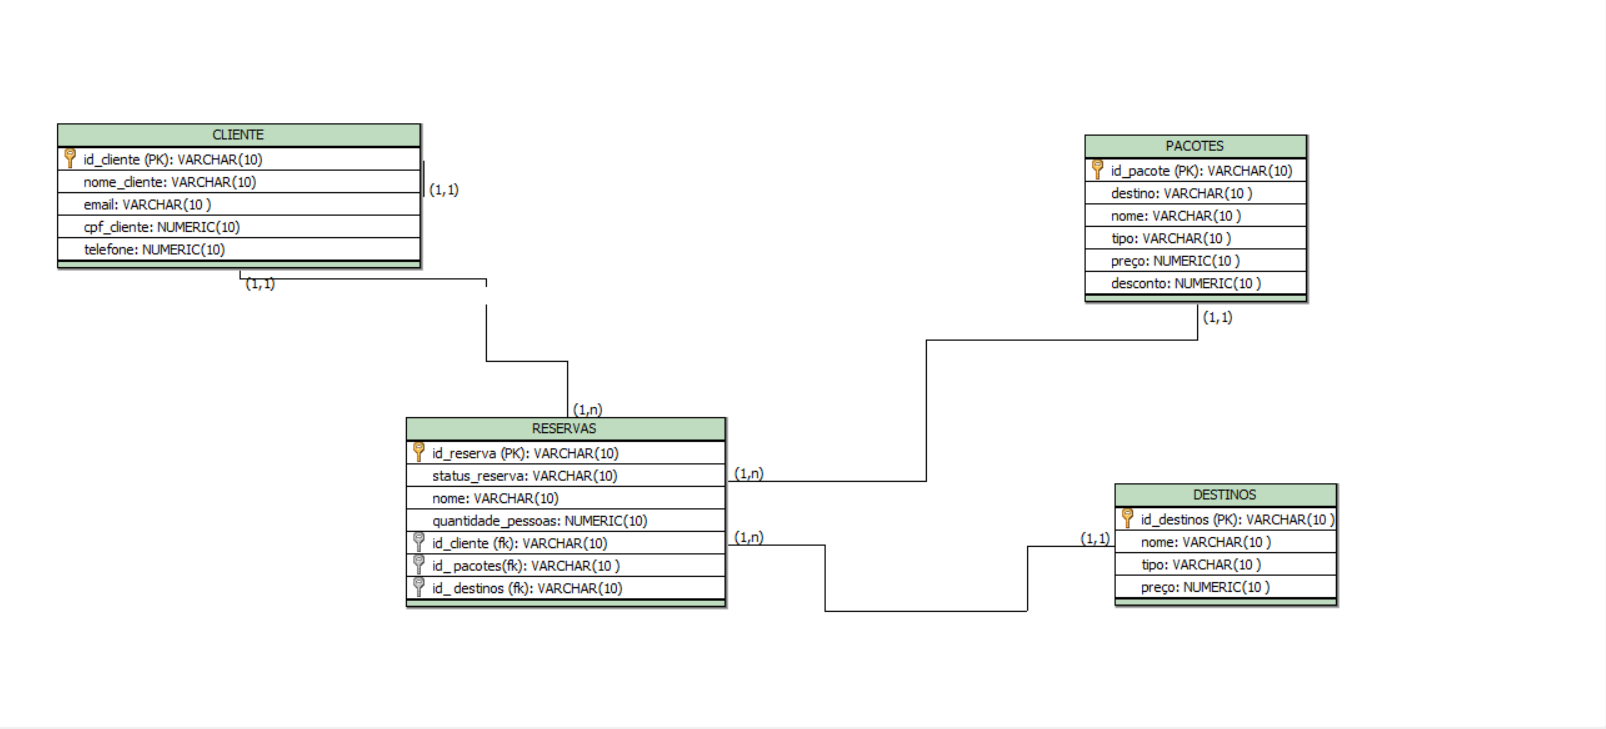 CLIENTE
id_cliente (PK): VARCHAR(10)
nome_cliente: VARCHAR(10)
email: VARCHAR(10 )
cpf_cliente: NUMERIC(10)
telefone: NUMERIC(10)
(1,1)
(1,1)
PACOTES
id_pacote (PK): VARCHAR(10)
destino: VARCHAR(10 )
nome: VARCHAR(10 )
tipo: VARCHAR(10 )
preço: NUMERIC(10 )
desconto: NUMERIC(10 )
(1,1)
(1,n)
RESERVAS
id_reserva (PK): VARCHAR(10)
status_reserva: VARCHAR(10)
nome: VARCHAR(10)
quantidade_pessoas: NUMERIC(10)
id_cliente (fk): VARCHAR(10)
id_ pacotes(fk): VARCHAR(10 )
id_ destinos (fk): VARCHAR(10)
(1,n)
(1,n)
(1,1)
DESTINOS
id_destinos (PK): VARCHAR(10 )
nome: VARCHAR(10 )
tipo: VARCHAR(10 )
preço: NUMERIC(10 )